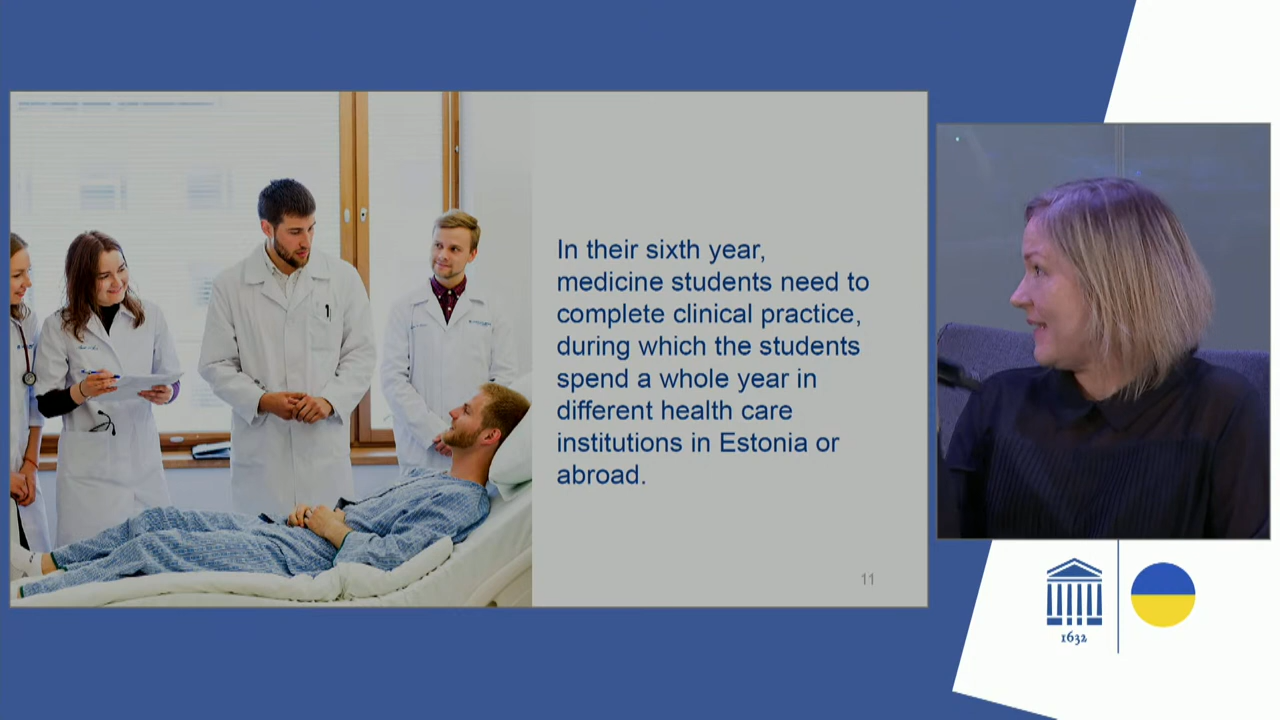 In their sixth year,
medicine students need to
complete clinical practice,
during which the students
spend a whole year in
different health care
institutions in Estonia or
abroad.
11
1632